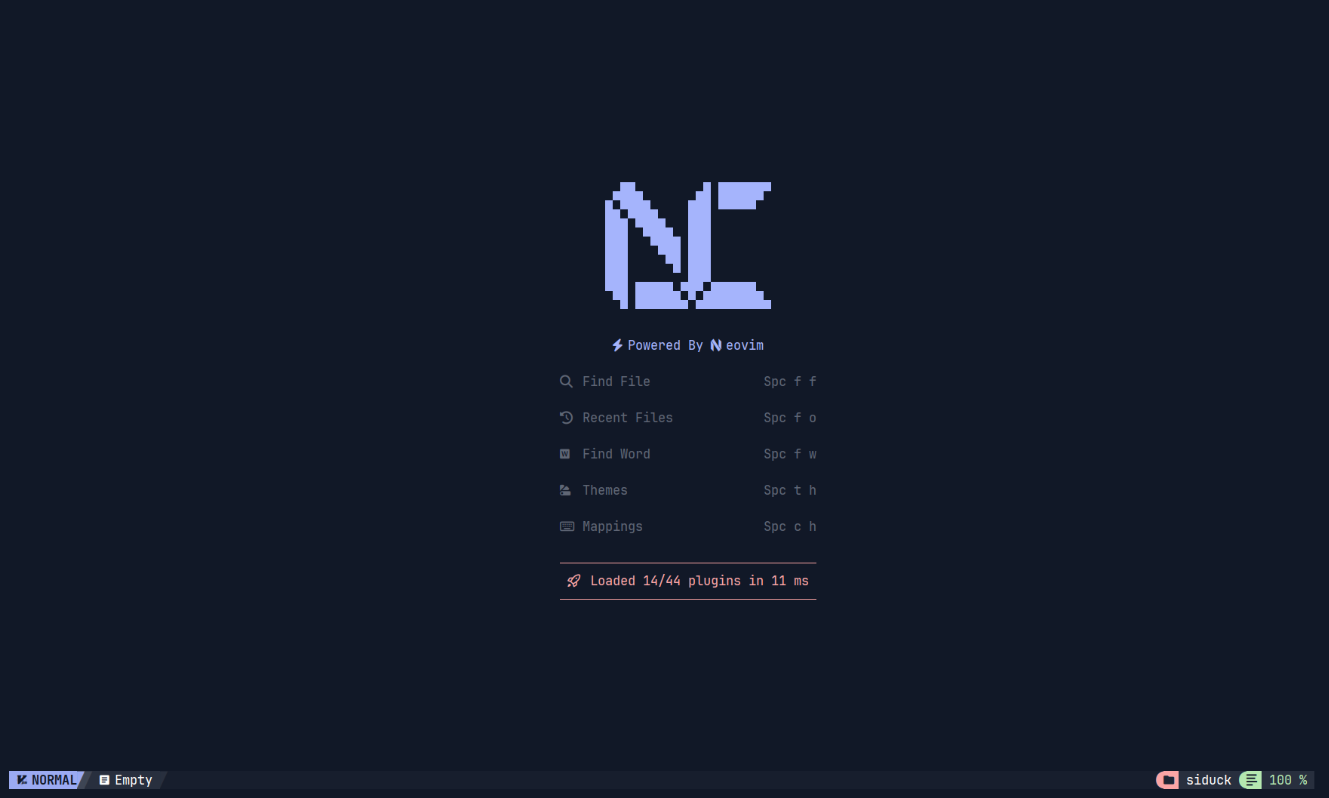 Powered By eovim
Find File Spc f f
Recent Files Spc f o
Find Word Spc f w
Themes Spc t h
Mappings Spc c h
Loaded 14/44 plugins in 11 ms
NORMAL Empty siduck 100 %